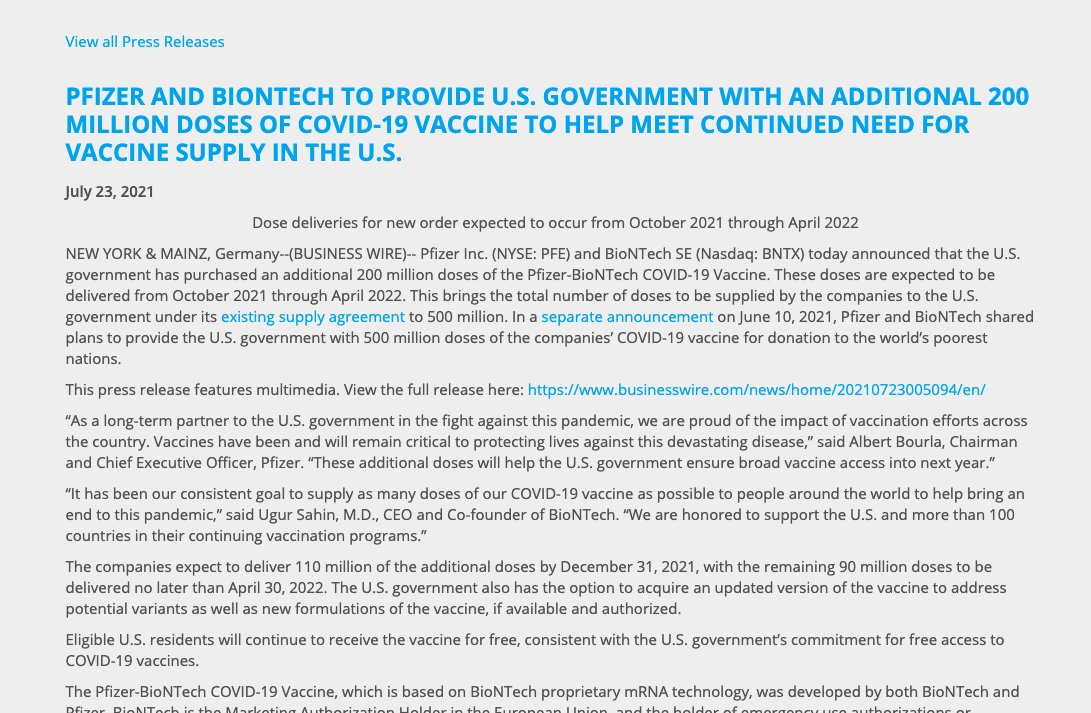 View all Press Releases
PFIZER AND BIONTECH TO PROVIDE U.S. GOVERNMENT WITH AN ADDITIONAL 200
MILLION DOSES OF COVID-19 VACCINE TO HELP MEET CONTINUED NEED FOR
VACCINE SUPPLY IN THE U.S.
July 23, 2021
Dose deliveries for new order expected to occur from October 2021 through April 2022
NEW YORK & MAINZ, Germany--(BUSINESS WIRE)-- Pfizer Inc. (NYSE: PFE) and BioNTech SE (Nasdaq: BNTX) today announced that the U.S.
government has purchased an additional 200 million doses of the Pfizer-BioNTech COVID-19 Vaccine. These doses are expected to be
delivered from October 2021 through April 2022. This brings the total number of doses to be supplied by the companies to the U.S.
government under its existing supply agreement to 500 million. In a separate announcement on June 10, 2021, Pfizer and BioNTech shared
plans to provide the U.S. government with 500 million doses of the companies’ COVID-19 vaccine for donation to the world’s poorest
nations.
This press release features multimedia. View the full release here: https://www.businesswire.com/news/home/20210723005094/en/
“As a long-term partner to the U.S. government in the fight against this pandemic, we are proud of the impact of vaccination efforts across
the country. Vaccines have been and will remain critical to protecting lives against this devastating disease,” said Albert Bourla, Chairman
and Chief Executive Officer, Pfizer. “These additional doses will help the U.S. government ensure broad vaccine access into next year.”
“It has been our consistent goal to supply as many doses of our COVID-19 vaccine as possible to people around the world to help bring an
end to this pandemic,” said Ugur Sahin, M.D., CEO and Co-founder of BioNTech. “We are honored to support the U.S. and more than 100
countries in their continuing vaccination programs.”
The companies expect to deliver 110 million of the additional doses by December 31, 2021, with the remaining 90 million doses to be
delivered no later than April 30, 2022. The U.S. government also has the option to acquire an updated version of the vaccine to address
potential variants as well as new formulations of the vaccine, if available and authorized.
Eligible U.S. residents will continue to receive the vaccine for free, consistent with the U.S. government’s commitment for free access to
COVID-19 vaccines.
The Pfizer-BioNTech COVID-19 Vaccine, which is based on BioNTech proprietary mRNA technology, was developed by both BioNTech and
Pfizer. BioNTech is the Marketing Authorization Holder in the European Union, and the holder of emergency use authorizations or